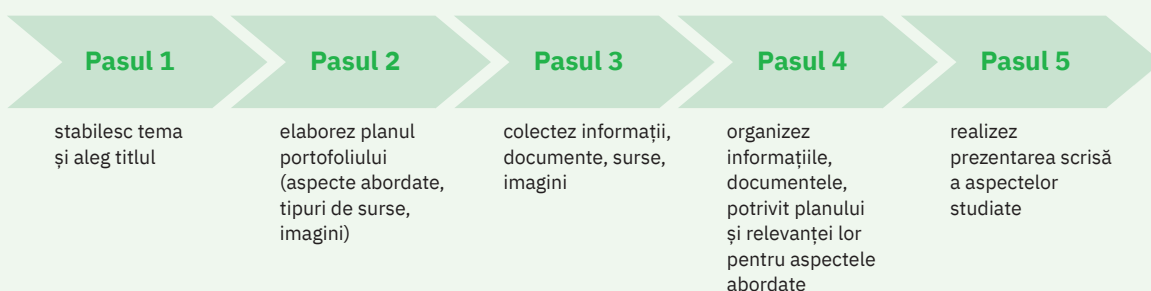 Pasul 1
stabilesc tema
și aleg titlul
Pasul 2
elaborez planul
portofoliului
(aspecte abordate,
tipuri de surse,
imagini)
Pasul 3
colectez informații,
documente, surse,
imagini
Pasul 4
organizez
informațiile,
documentele,
potrivit planului
și relevanței lor
pentru aspectele
abordate
Pasul 5
realizez
prezentarea scrisă
a aspectelor
studiate